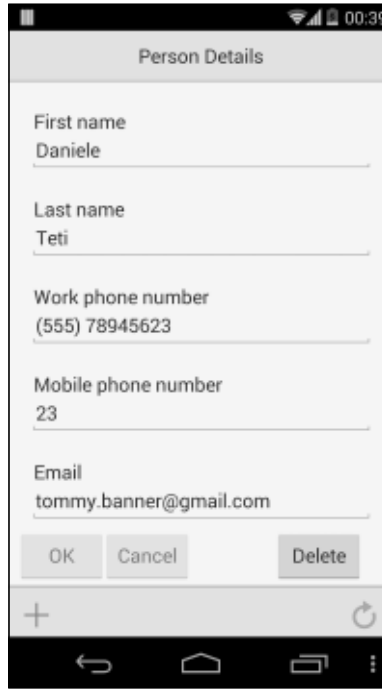 00:39
Person Details
First name
Daniele
Last name
Teti
Work phone number
(555) 78945623
Mobile phone number
23
Email
tommy.banner@gmail.com
OK Cancel Delete